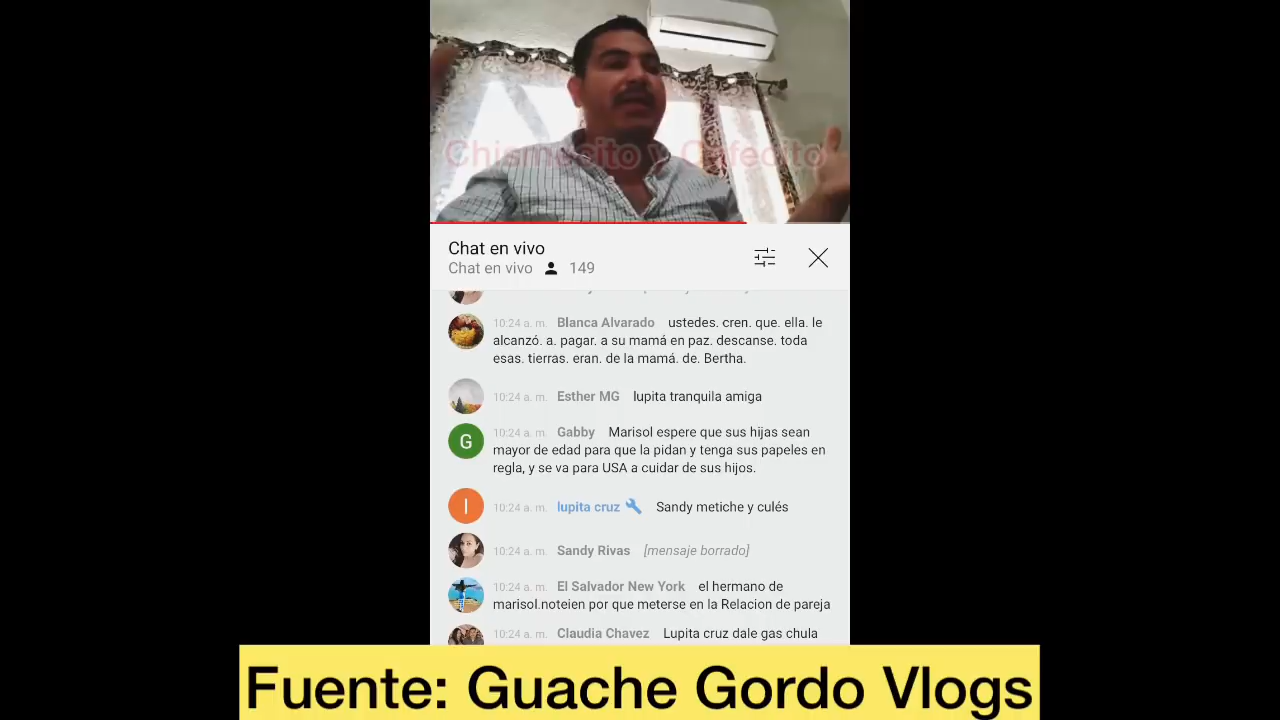 Chismecito y Cafecito
Chat en vivo
Chat en vivo 149
10:24 a. m. Blanca Alvarado ustedes. cren. que. ella. le
alcanzó. a. pagar. a su mamá en paz. descanse. toda
esas. tierras. eran. de la mamá. de. Bertha.
10:24 a. m. Esther MG lupita tranquila amiga
G
10:24 a. m. Gabby Marisol espere que sus hijas sean
mayor de edad para que la pidan y tenga sus papeles en
regla, y se va para USA a cuidar de sus hijos.
l
10:24 a. m. lupita cruz Sandy metiche y culés
10:24 a. m. Sandy Rivas [mensaje borrado]
10:24 a. m. El Salvador New York el hermano de
marisol.noteien por que meterse en la Relacion de pareja
10:24 a. m. Claudia Chavez Lupita cruz dale gas chula
Fuente: Guache Gordo Vlogs